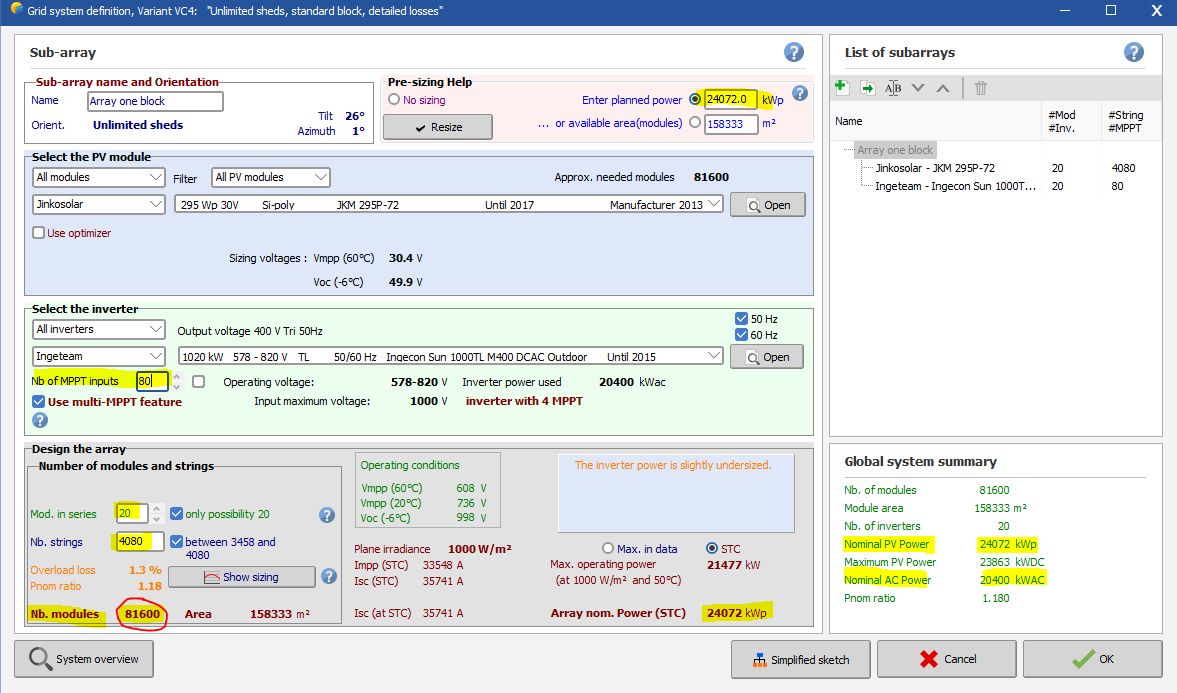 Grid system definition, Variant VC4: "Unlimited sheds, standard block, detailed losses"
Sub-array
Sub-array name and Orientation
Name Array one block
Orient. Unlimited sheds
Tilt 26°
Azimuth 1°
Pre-sizing Help
No sizing
Enter planned power 24072.0 kWp
Resize
... or available area(modules) 158333 m²
Select the PV module
All modules Filter All PV modules Approx. needed modules 81600
Jinkosolar 295 Wp 30V Si-poly JKM 295P-72 Until 2017 Manufacturer 2013 Open
Use optimizer
Sizing voltages : Vmpp (60°C) 30.4 V
Voc (-6°C) 49.9 V
Select the inverter
All inverters Output voltage 400 V Tri 50Hz
50 Hz
60 Hz
Ingeteam 1020 kW 578 - 820 V TL 50/60 Hz Ingecon Sun 1000TL M400 DCAC Outdoor Until 2015 Open
Nb of MPPT inputs 80 Operating voltage: 578-820 V Inverter power used 20400 kWac
Use multi-MPPT feature Input maximum voltage: 1000 V inverter with 4 MPPT
Design the array
Number of modules and strings
Mod. in series 20 only possibility 20
Nb. strings 4080 between 3458 and
4080
Overload loss 1.3 %
Pnom ratio 1.18
Show sizing
Nb. modules 81600 Area 158333 m²
Operating conditions
Vmpp (60°C) 608 V
Vmpp (20°C) 736 V
Voc (-6°C) 998 V
Plane irradiance 1000 W/m²
Impp (STC) 33548 A
Isc (STC) 35741 A
Isc (at STC) 35741 A
The inverter power is slightly undersized.
Max. in data STC
Max. operating power 21477 kW
(at 1000 W/m² and 50°C)
Array nom. Power (STC) 24072 kWp
List of subarrays
Name #Mod #String
#Inv. #MPPT
Array one block
Jinkosolar - JKM 295P-72 20 4080
Ingeteam - Ingecon Sun 1000T... 20 80
Global system summary
Nb. of modules 81600
Module area 158333 m²
Nb. of inverters 20
Nominal PV Power 24072 kWp
Maximum PV Power 23863 kWDC
Nominal AC Power 20400 kWAC
Pnom ratio 1.180
System overview
Simplified sketch
Cancel
OK